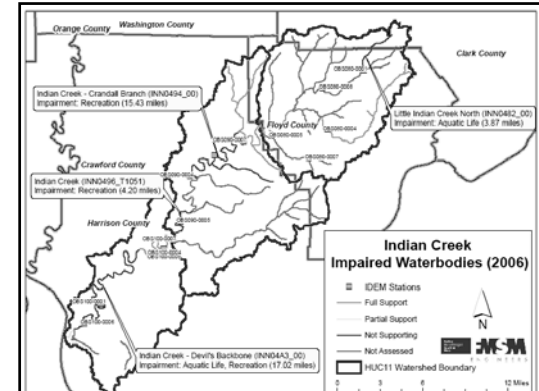 Orange County
Washington County
Clark County
Indian Creek - Crandall Branch (INN0494_00)
Impairment: Recreation (15.43 miles)
Little Indian Creek North (INN0482_00)
Impairment: Aquatic Life (3.87 miles)
Floyd County
Crawford County
Indian Creek (INN0496_T1051)
Impairment: Recreation (4.20 miles)
Harrison County
Indian Creek - Devil's Backbone (INN04A3_00)
Impairment: Aquatic Life, Recreation (17.02 miles)
Indian Creek
Impaired Waterbodies (2006)
IDEM Stations
Full Support
Partial Support
Not Supporting
Not Assessed
HUC11 Watershed Boundary
N
FMSM
ENGINEERS
0 3 6 12 Miles